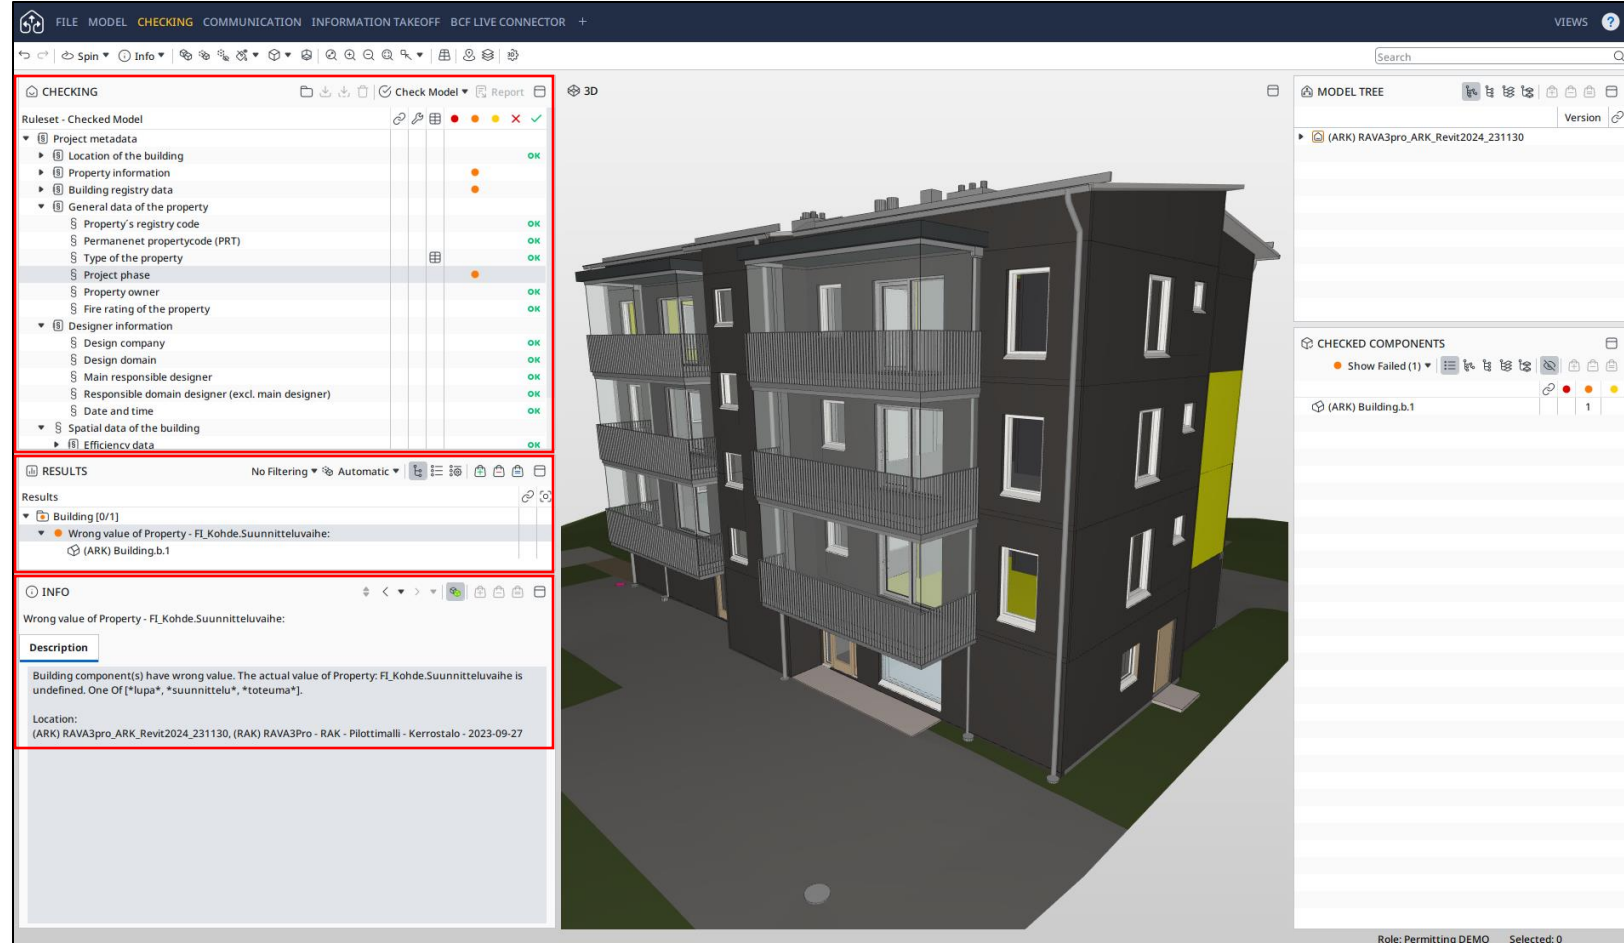 FILE MODEL CHECKING COMMUNICATION INFORMATION TAKEOFF BCF LIVE CONNECTOR + VIEWS ?
Spin Info Search
CHECKING Check Model Report
Ruleset - Checked Model
Project metadata
Location of the building OK
Property information
Building registry data
General data of the property
Property´s registry code OK
Permanenet propertycode (PRT) OK
Type of the property OK
Project phase
Property owner OK
Fire rating of the property OK
Designer information
Design company OK
Design domain OK
Main responsible designer OK
Responsible domain designer (excl. main designer) OK
Date and time OK
Spatial data of the building
Efficiency data OK
RESULTS No Filtering Automatic
Results
Building [0/1]
Wrong value of Property - FI_Kohde.Suunnitteluvaihe:
(ARK) Building.b.1
INFO
Wrong value of Property - FI_Kohde.Suunnitteluvaihe:
Description
Building component(s) have wrong value. The actual value of Property: FI_Kohde.Suunnitteluvaihe is
undefined. One Of [*lupa*, *suunnittelu*, *toteuma*].
Location:
(ARK) RAVA3pro_ARK_Revit2024_231130, (RAK) RAVA3Pro - RAK - Pilottimalli - Kerrostalo - 2023-09-27
3D
MODEL TREE
Version
(ARK) RAVA3pro_ARK_Revit2024_231130
CHECKED COMPONENTS
Show Failed (1)
(ARK) Building.b.1 1
Role: Permitting DEMO Selected: 0